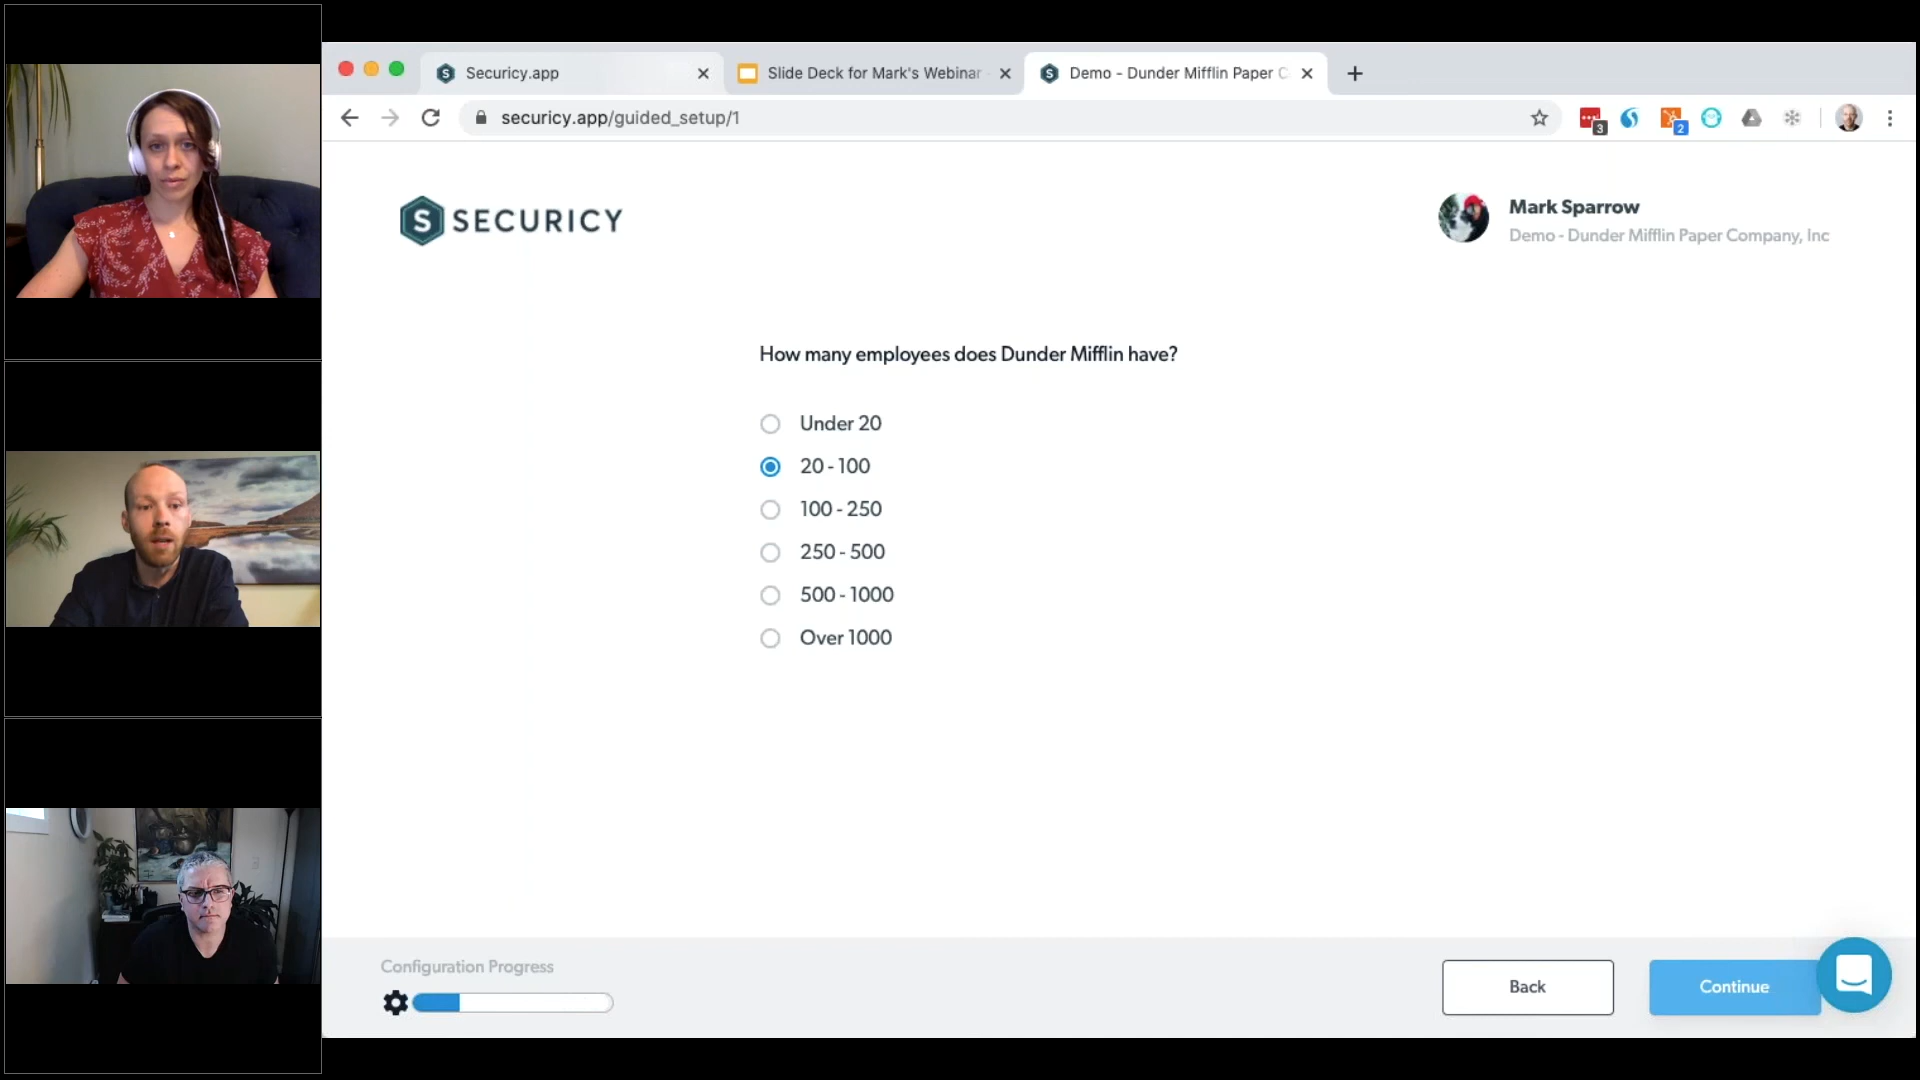 Securicy.app
Slide Deck for Mark's Webinar
Demo - Dunder Mifflin Paper C
securicy.app/guided_setup/1
3
2
S SECURICY
Mark Sparrow
Demo - Dunder Mifflin Paper Company, Inc
How many employees does Dunder Mifflin have?
Under 20
20 - 100
100 - 250
250 - 500
500 - 1000
Over 1000
Configuration Progress
Back
Continue